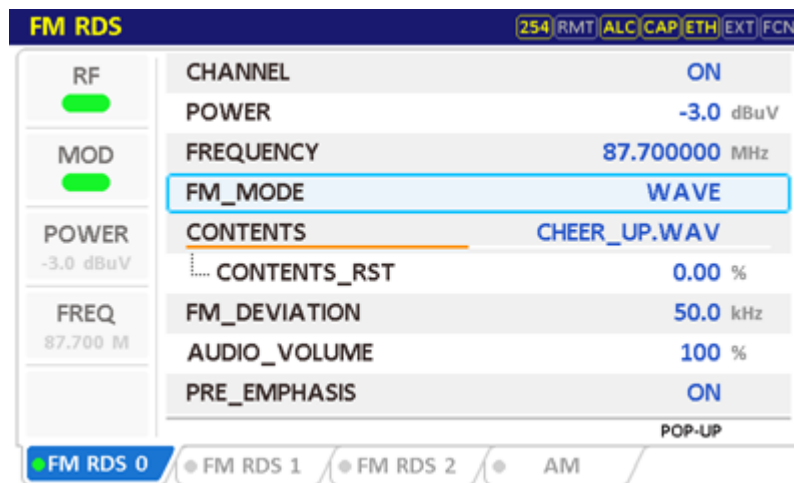 FM RDS
254 RMT ALC CAP ETH EXT FCN
RF
MOD
POWER
-3.0 dBuV
FREQ
87.700 M
CHANNEL ON
POWER -3.0 dBuV
FREQUENCY 87.700000 MHz
FM_MODE WAVE
CONTENTS CHEER_UP.WAV
CONTENTS_RST 0.00 %
FM_DEVIATION 50.0 kHz
AUDIO_VOLUME 100 %
PRE_EMPHASIS ON
POP-UP
FM RDS 0 FM RDS 1 FM RDS 2 AM